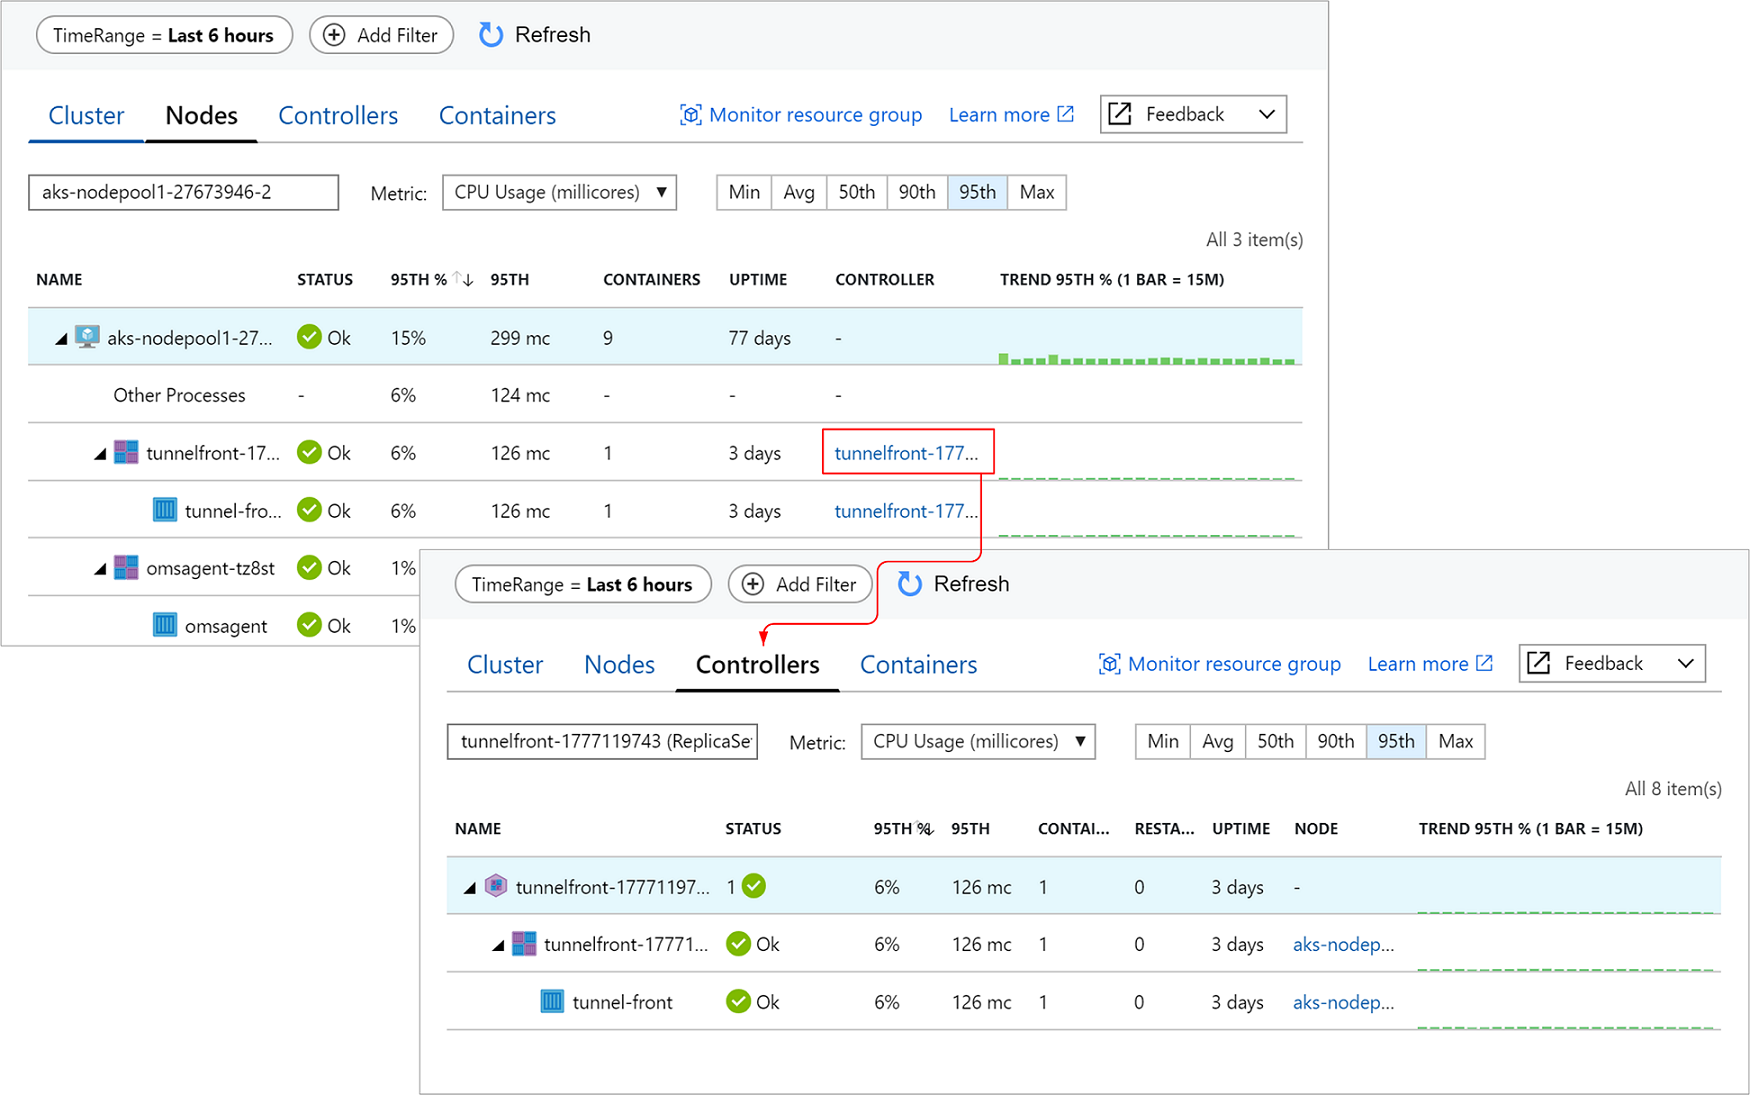 TimeRange = Last 6 hours Add Filter Refresh
Cluster Nodes Controllers Containers Monitor resource group Learn more Feedback
aks-nodepool1-27673946-2 Metric: CPU Usage (millicores) Min Avg 50th 90th 95th Max
All 3 item(s)
NAME STATUS 95TH % 95TH CONTAINERS UPTIME CONTROLLER TREND 95TH % (1 BAR = 15M)
aks-nodepool1-27... Ok 15% 299 mc 9 77 days -
Other Processes - 6% 124 mc - - -
tunnelfront-17... Ok 6% 126 mc 1 3 days tunnelfront-177...
tunnel-fro... Ok 6% 126 mc 1 3 days tunnelfront-177...
omsagent-tz8st Ok 1%
omsagent Ok 1%
TimeRange = Last 6 hours Add Filter Refresh
Cluster Nodes Controllers Containers Monitor resource group Learn more Feedback
tunnelfront-1777119743 (ReplicaSe Metric: CPU Usage (millicores) Min Avg 50th 90th 95th Max
All 8 item(s)
NAME STATUS 95TH % 95TH CONTAI... RESTA... UPTIME NODE TREND 95TH % (1 BAR = 15M)
tunnelfront-17771197... 1 6% 126 mc 1 0 3 days -
tunnelfront-17771... Ok 6% 126 mc 1 0 3 days aks-nodep...
tunnel-front Ok 6% 126 mc 1 0 3 days aks-nodep...